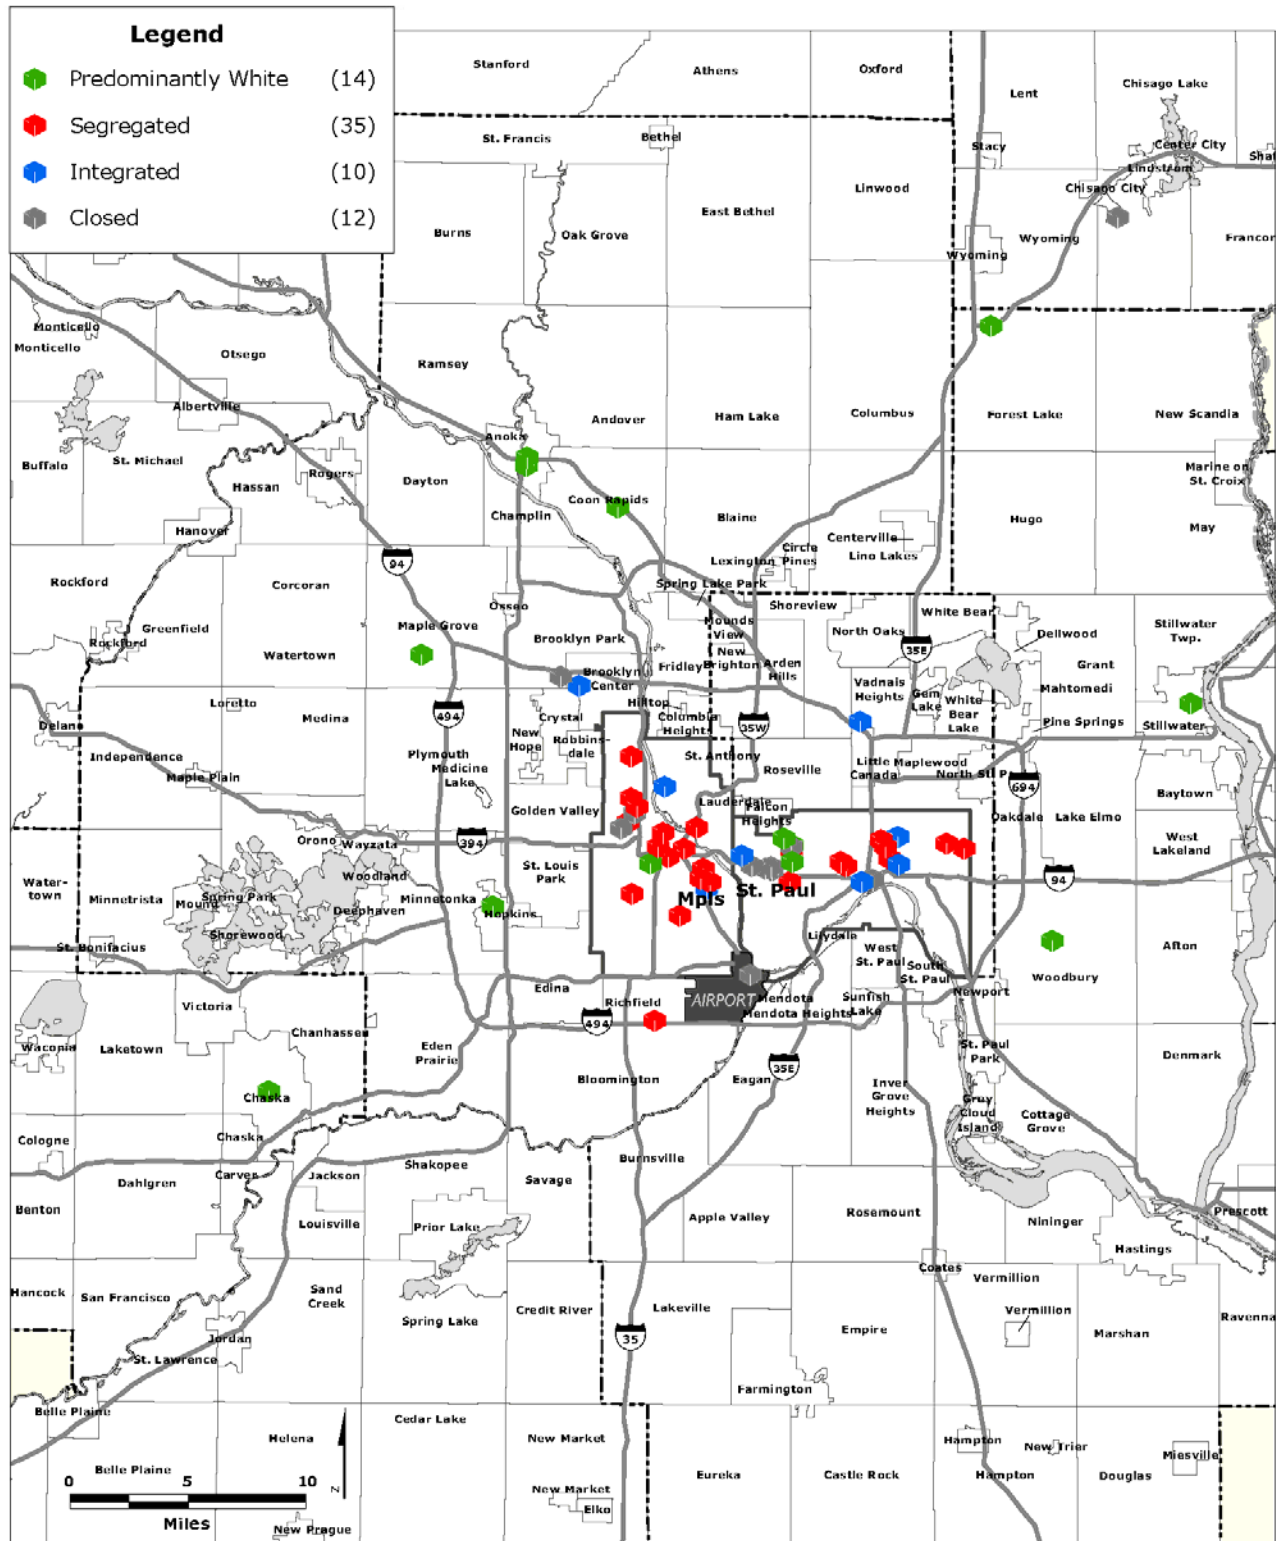 Legend
Predominantly White (14)
Segregated (35)
Integrated (10)
Closed (12)
Stanford
Athens
Oxford
Lent
Chisago Lake
St. Francis
Bethel
Stacy
Center City
Lindstrom
Chisago City
Linwood
East Bethel
Burns
Oak Grove
Wyoming
Wyoming
Francon
Monticello
Monticello
Otsego
Ramsey
Albertville
Andover
Ham Lake
Columbus
Forest Lake
New Scandia
Anoka
Buffalo
St. Michael
Rogers
Hassan
Dayton
Coon Rapids
Marine on
St. Croix
Champlin
Blaine
Hugo
May
Hanover
Centerville
Circle
Pines
Lexington
Lino Lakes
94
Rockford
Corcoran
Spring Lake Park
Osseo
Shoreview
White Bear
Greenfield
Maple Grove
Mounds
View
North Oaks
Dellwood
Stillwater
Twp.
Rockford
Watertown
Brooklyn Park
New
Brighton
Arden
Hills
35E
Grant
Fridley
Brooklyn
Center
Vadnais
Heights
Gem
Lake
Mahtomedi
Loretto
Medina
494
Hilltop
White
Bear
Lake
Delano
Crystal
Columbia
Heights
35W
Pine Springs
Stillwater
New
Hope
Robbins-
dale
Independence
Plymouth
Medicine
Lake
St. Anthony
Roseville
Little
Canada
Maplewood
North St P
Maple Plain
694
Baytown
Golden Valley
Lauderdale
Falcon
Heights
Oakdale
Lake Elmo
Orono
Wayzata
394
West
Lakeland
Woodland
St. Louis
Park
94
Water-
town
Minnetrista
Mound
Spring Park
Minnetonka
Mpls
St. Paul
Deephaven
Hopkins
Shorewood
Lilydale
St. Bonifacius
West
St. Paul
South
St. Paul
Afton
Woodbury
Victoria
Edina
Richfield
AIRPORT
Mendota
Mendota Heights
Sunfish
Lake
Newport
Chanhassen
494
Waconia
Laketown
Eden
Prairie
St. Paul
Park
Denmark
35E
Bloomington
Eagan
Inver
Grove
Heights
Chaska
Gruy
Cloud
Island
Cottage
Grove
Cologne
Chaska
Shakopee
Burnsville
Carver
Jackson
Savage
Dahlgren
Benton
Louisville
Prior Lake
Apple Valley
Rosemount
Nininger
Prescott
Hastings
Coates
Vermillion
Hancock
San Francisco
Sand
Creek
Spring Lake
Credit River
Lakeville
Vermillion
Ravenna
35
Empire
Marshan
Jordan
St. Lawrence
Farmington
Belle Plaine
Cedar Lake
Helena
New Market
Hampton
New Trier
Miesville
Belle Plaine
Eureka
Castle Rock
Hampton
Douglas
0 5 10
Miles
N
New Market
Elko
New Prague